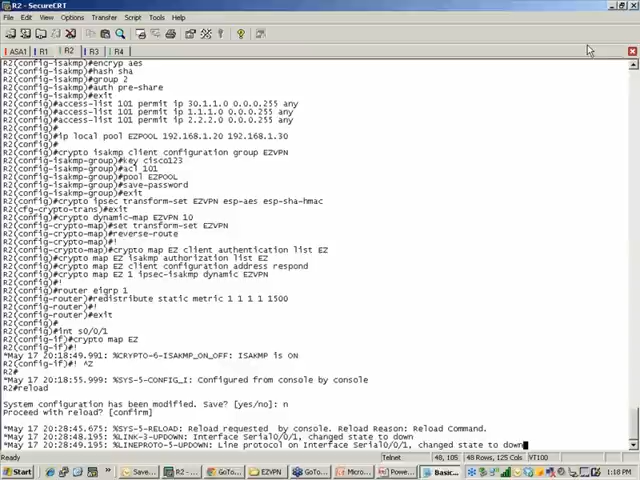 R2 - SecureCRT
File Edit View Options Transfer Script Tools Help
ASA1 R1 R2 R3 R4
R2(config-isakmp)#encryp aes
R2(config-isakmp)#hash sha
R2(config-isakmp)#group 2
R2(config-isakmp)#auth pre-share
R2(config-isakmp)#exit
R2(config)#access-list 101 permit ip 30.1.1.0 0.0.0.255 any
R2(config)#access-list 101 permit ip 1.1.1.0 0.0.0.255 any
R2(config)#access-list 101 permit ip 2.2.2.0 0.0.0.255 any
R2(config)#
R2(config)#ip local pool EZPOOL 192.168.1.20 192.168.1.30
R2(config)#
R2(config)#crypto isakmp client configuration group EZVPN
R2(config-isakmp-group)#key cisco123
R2(config-isakmp-group)#acl 101
R2(config-isakmp-group)#pool EZPOOL
R2(config-isakmp-group)#save-password
R2(config-isakmp-group)#exit
R2(config)#crypto ipsec transform-set EZVPN esp-aes esp-sha-hmac
R2(cfg-crypto-trans)#exit
R2(config)#crypto dynamic-map EZVPN 10
R2(config-crypto-map)#set transform-set EZVPN
R2(config-crypto-map)#reverse-route
R2(config-crypto-map)#!
R2(config-crypto-map)#crypto map EZ client authentication list EZ
R2(config)#crypto map EZ isakmp authorization list EZ
R2(config)#crypto map EZ client configuration address respond
R2(config)#crypto map EZ 1 ipsec-isakmp dynamic EZVPN
R2(config)#!
R2(config)#router eigrp 1
R2(config-router)#redistribute static metric 1 1 1 1 1500
R2(config-router)#!
R2(config-router)#exit
R2(config)#
R2(config)#int s0/0/1
R2(config-if)#crypto map EZ
R2(config-if)#!
*May 17 20:18:49.991: %CRYPTO-6-ISAKMP_ON_OFF: ISAKMP is ON
R2(config-if)#! ^Z
R2#
*May 17 20:18:55.999: %SYS-5-CONFIG_I: Configured from console by console
R2#reload
System configuration has been modified. Save? [yes/no]: n
Proceed with reload? [confirm]
*May 17 20:28:45.675: %SYS-5-RELOAD: Reload requested by console. Reload Reason: Reload Command.
*May 17 20:28:48.195: %LINK-3-UPDOWN: Interface Serial0/0/1, changed state to down
*May 17 20:28:49.195: %LINEPROTO-5-UPDOWN: Line protocol on Interface Serial0/0/1, changed state to down
Ready Telnet 48, 105 48 Rows, 125 Cols VT100
Start Save... R2 -... GoTo... EZVPN GoTo... Micro... Power... Basic... 1:18 PM